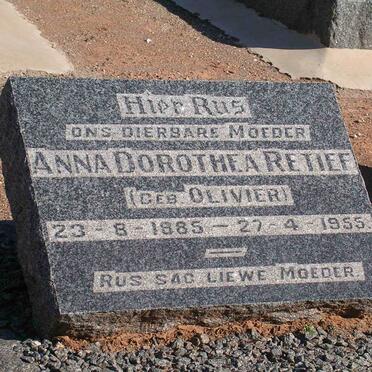 HIER RUS
ONS DIERBARE MOEDER
ANNA DOROTHEA RETIEF
(GEB OLIVIER)
23-8-1885 — 27-4-1955
RUS SAG LIEWE MOEDER